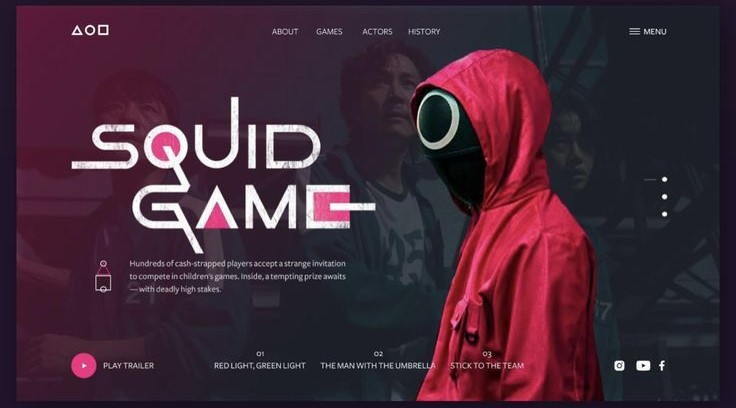 ABOUT GAMES ACTORS HISTORY
MENU
SQUID
GAME
Hundreds of cash-strapped players accept a strange invitation
to compete in children's games. Inside, a tempting prize awaits
— with deadly high stakes.
PLAY TRAILER
01
RED LIGHT, GREEN LIGHT
02
THE MAN WITH THE UMBRELLA
03
STICK TO THE TEAM